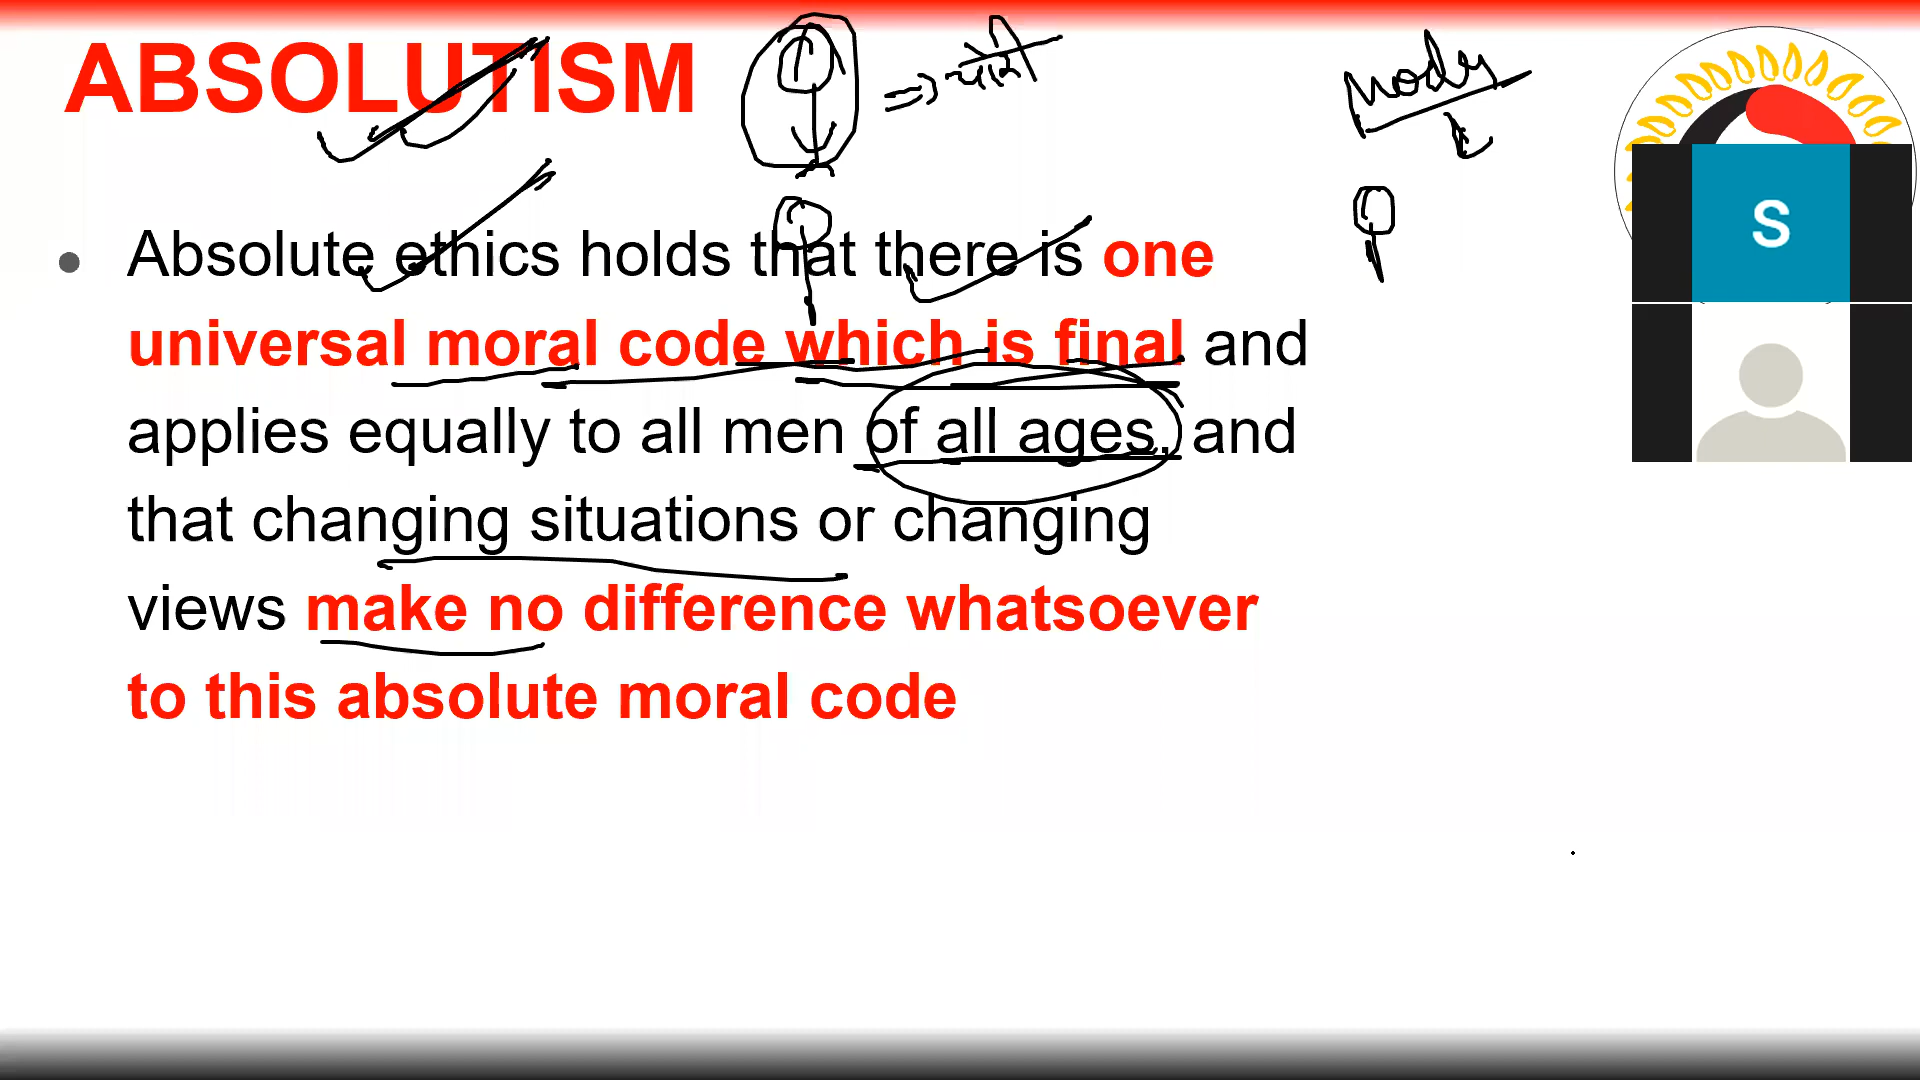 ABSOLUTISM
Absolute ethics holds that there is one
universal moral code which is final and
applies equally to all men of all ages, and
that changing situations or changing
views make no difference whatsoever
to this absolute moral code
S